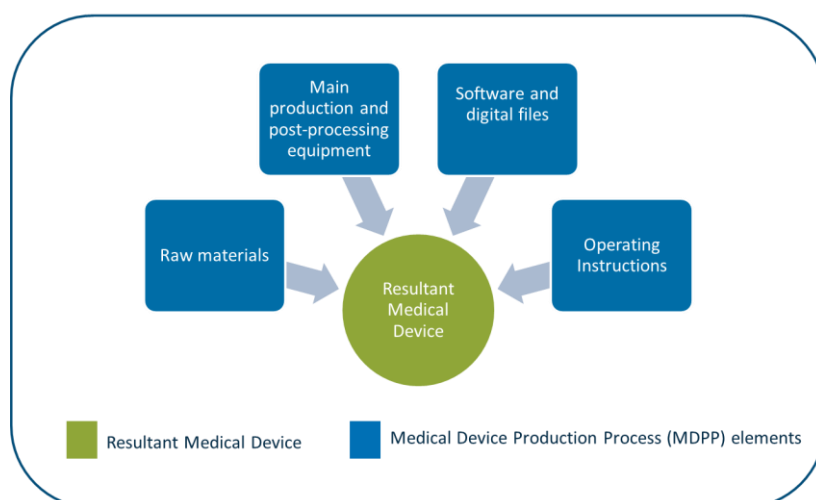 Main
production and
post-processing
equipment
Software and
digital files
Raw materials
Operating
Instructions
Resultant
Medical
Device
Resultant Medical Device
Medical Device Production Process (MDPP) elements